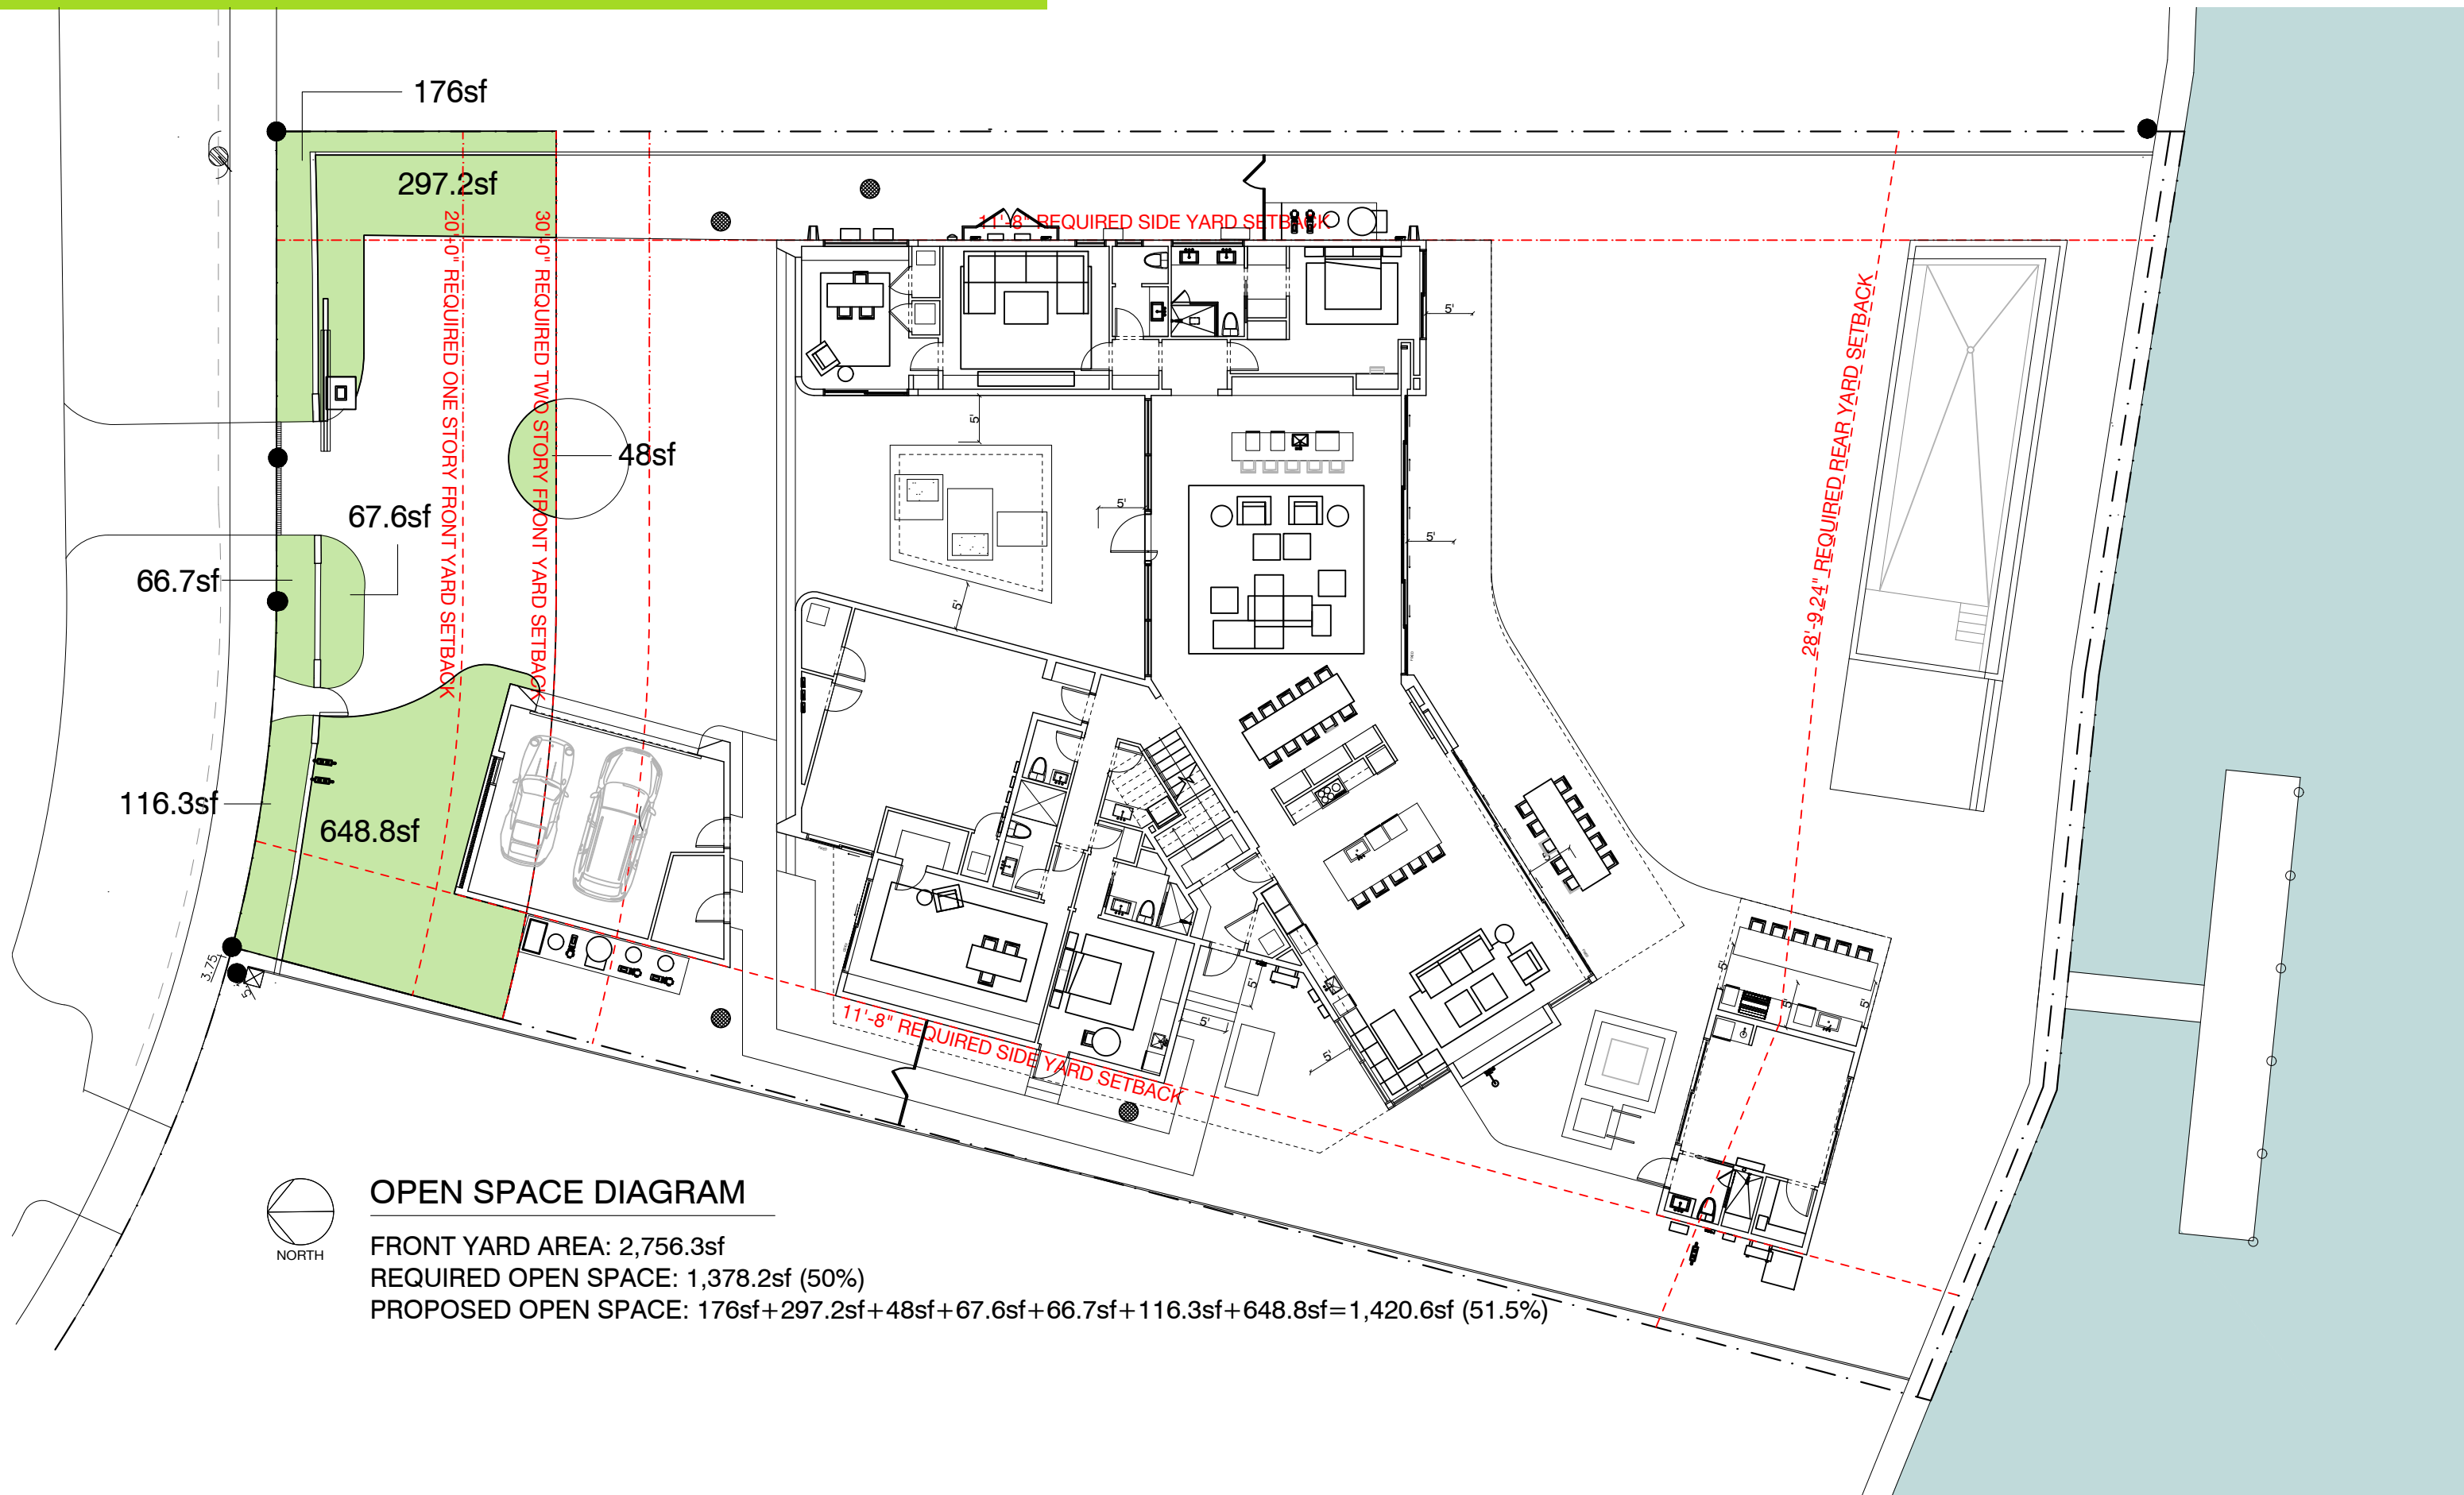 176sf
297.2sf
20'-0" REQUIRED ONE STORY FRONT YARD SETBACK
30'-0" REQUIRED TWO STORY FRONT YARD SETBACK
11'-8" REQUIRED SIDE YARD SETBACK
28'-9.24" REQUIRED REAR YARD SETBACK
5'
5'
48sf
5'
5'
67.6sf
66.7sf
5'
116.3sf
648.8sf
5'
3.75
5'
5'
5'
5'
5'
5'
5'
11'-8" REQUIRED SIDE YARD SETBACK
NORTH
OPEN SPACE DIAGRAM
FRONT YARD AREA: 2,756.3sf
REQUIRED OPEN SPACE: 1,378.2sf (50%)
PROPOSED OPEN SPACE: 176sf+297.2sf+48sf+67.6sf+66.7sf+116.3sf+648.8sf=1,420.6sf (51.5%)